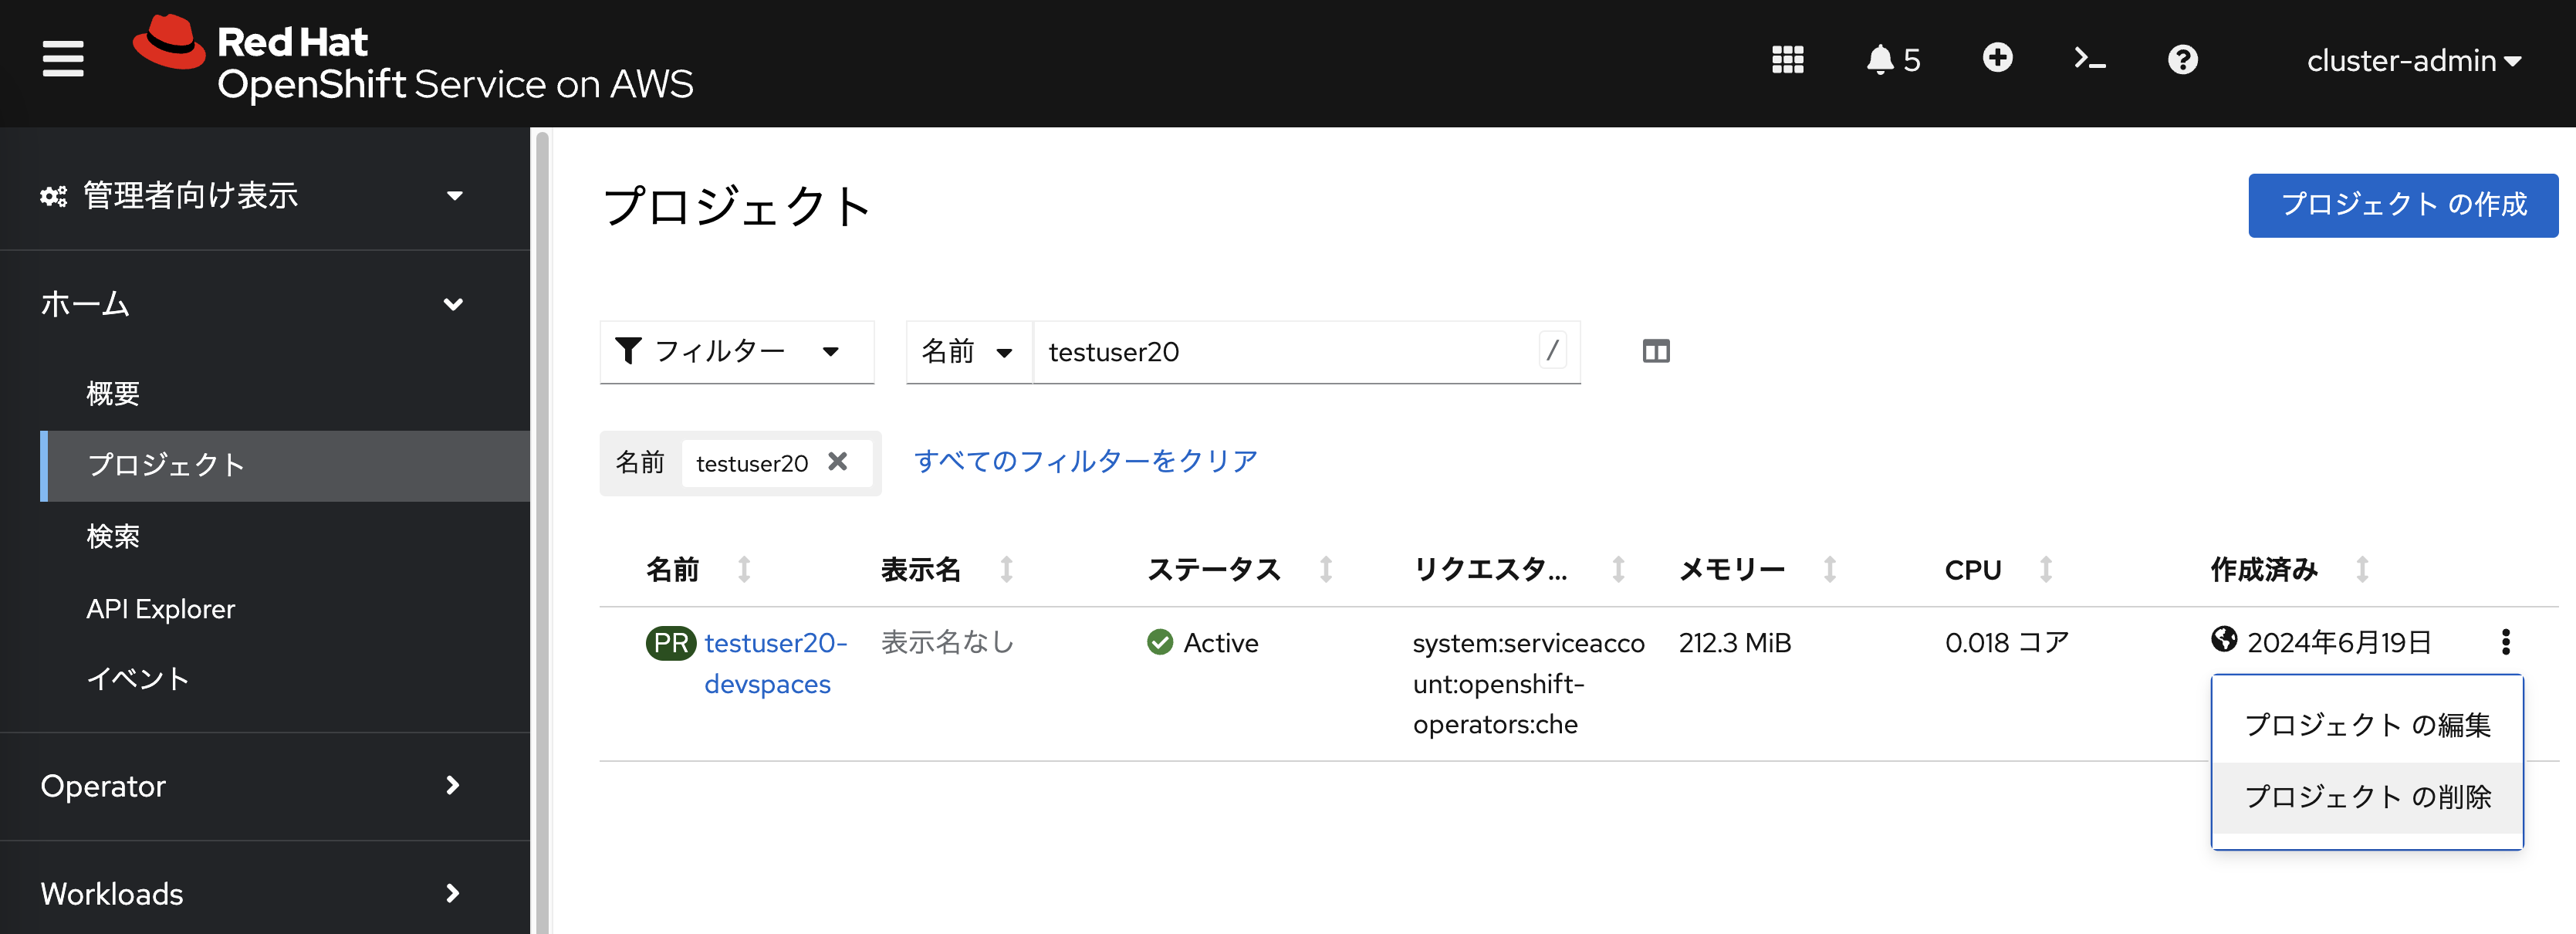 Red Hat
OpenShift Service on AWS
5
cluster-admin
管理者向け表示
ホーム
概要
プロジェクト
検索
API Explorer
イベント
Operator
Workloads
プロジェクト
プロジェクト の作成
フィルター
名前
testuser20
/
名前
testuser20
すべてのフィルターをクリア
名前
表示名
ステータス
リクエスタ...
メモリー
CPU
作成済み
PR
testuser20-
devspaces
表示名なし
Active
system:serviceacco
unt:openshift-
operators:che
212.3 MiB
0.018 コア
2024年6月19日
プロジェクト の編集
プロジェクト の削除